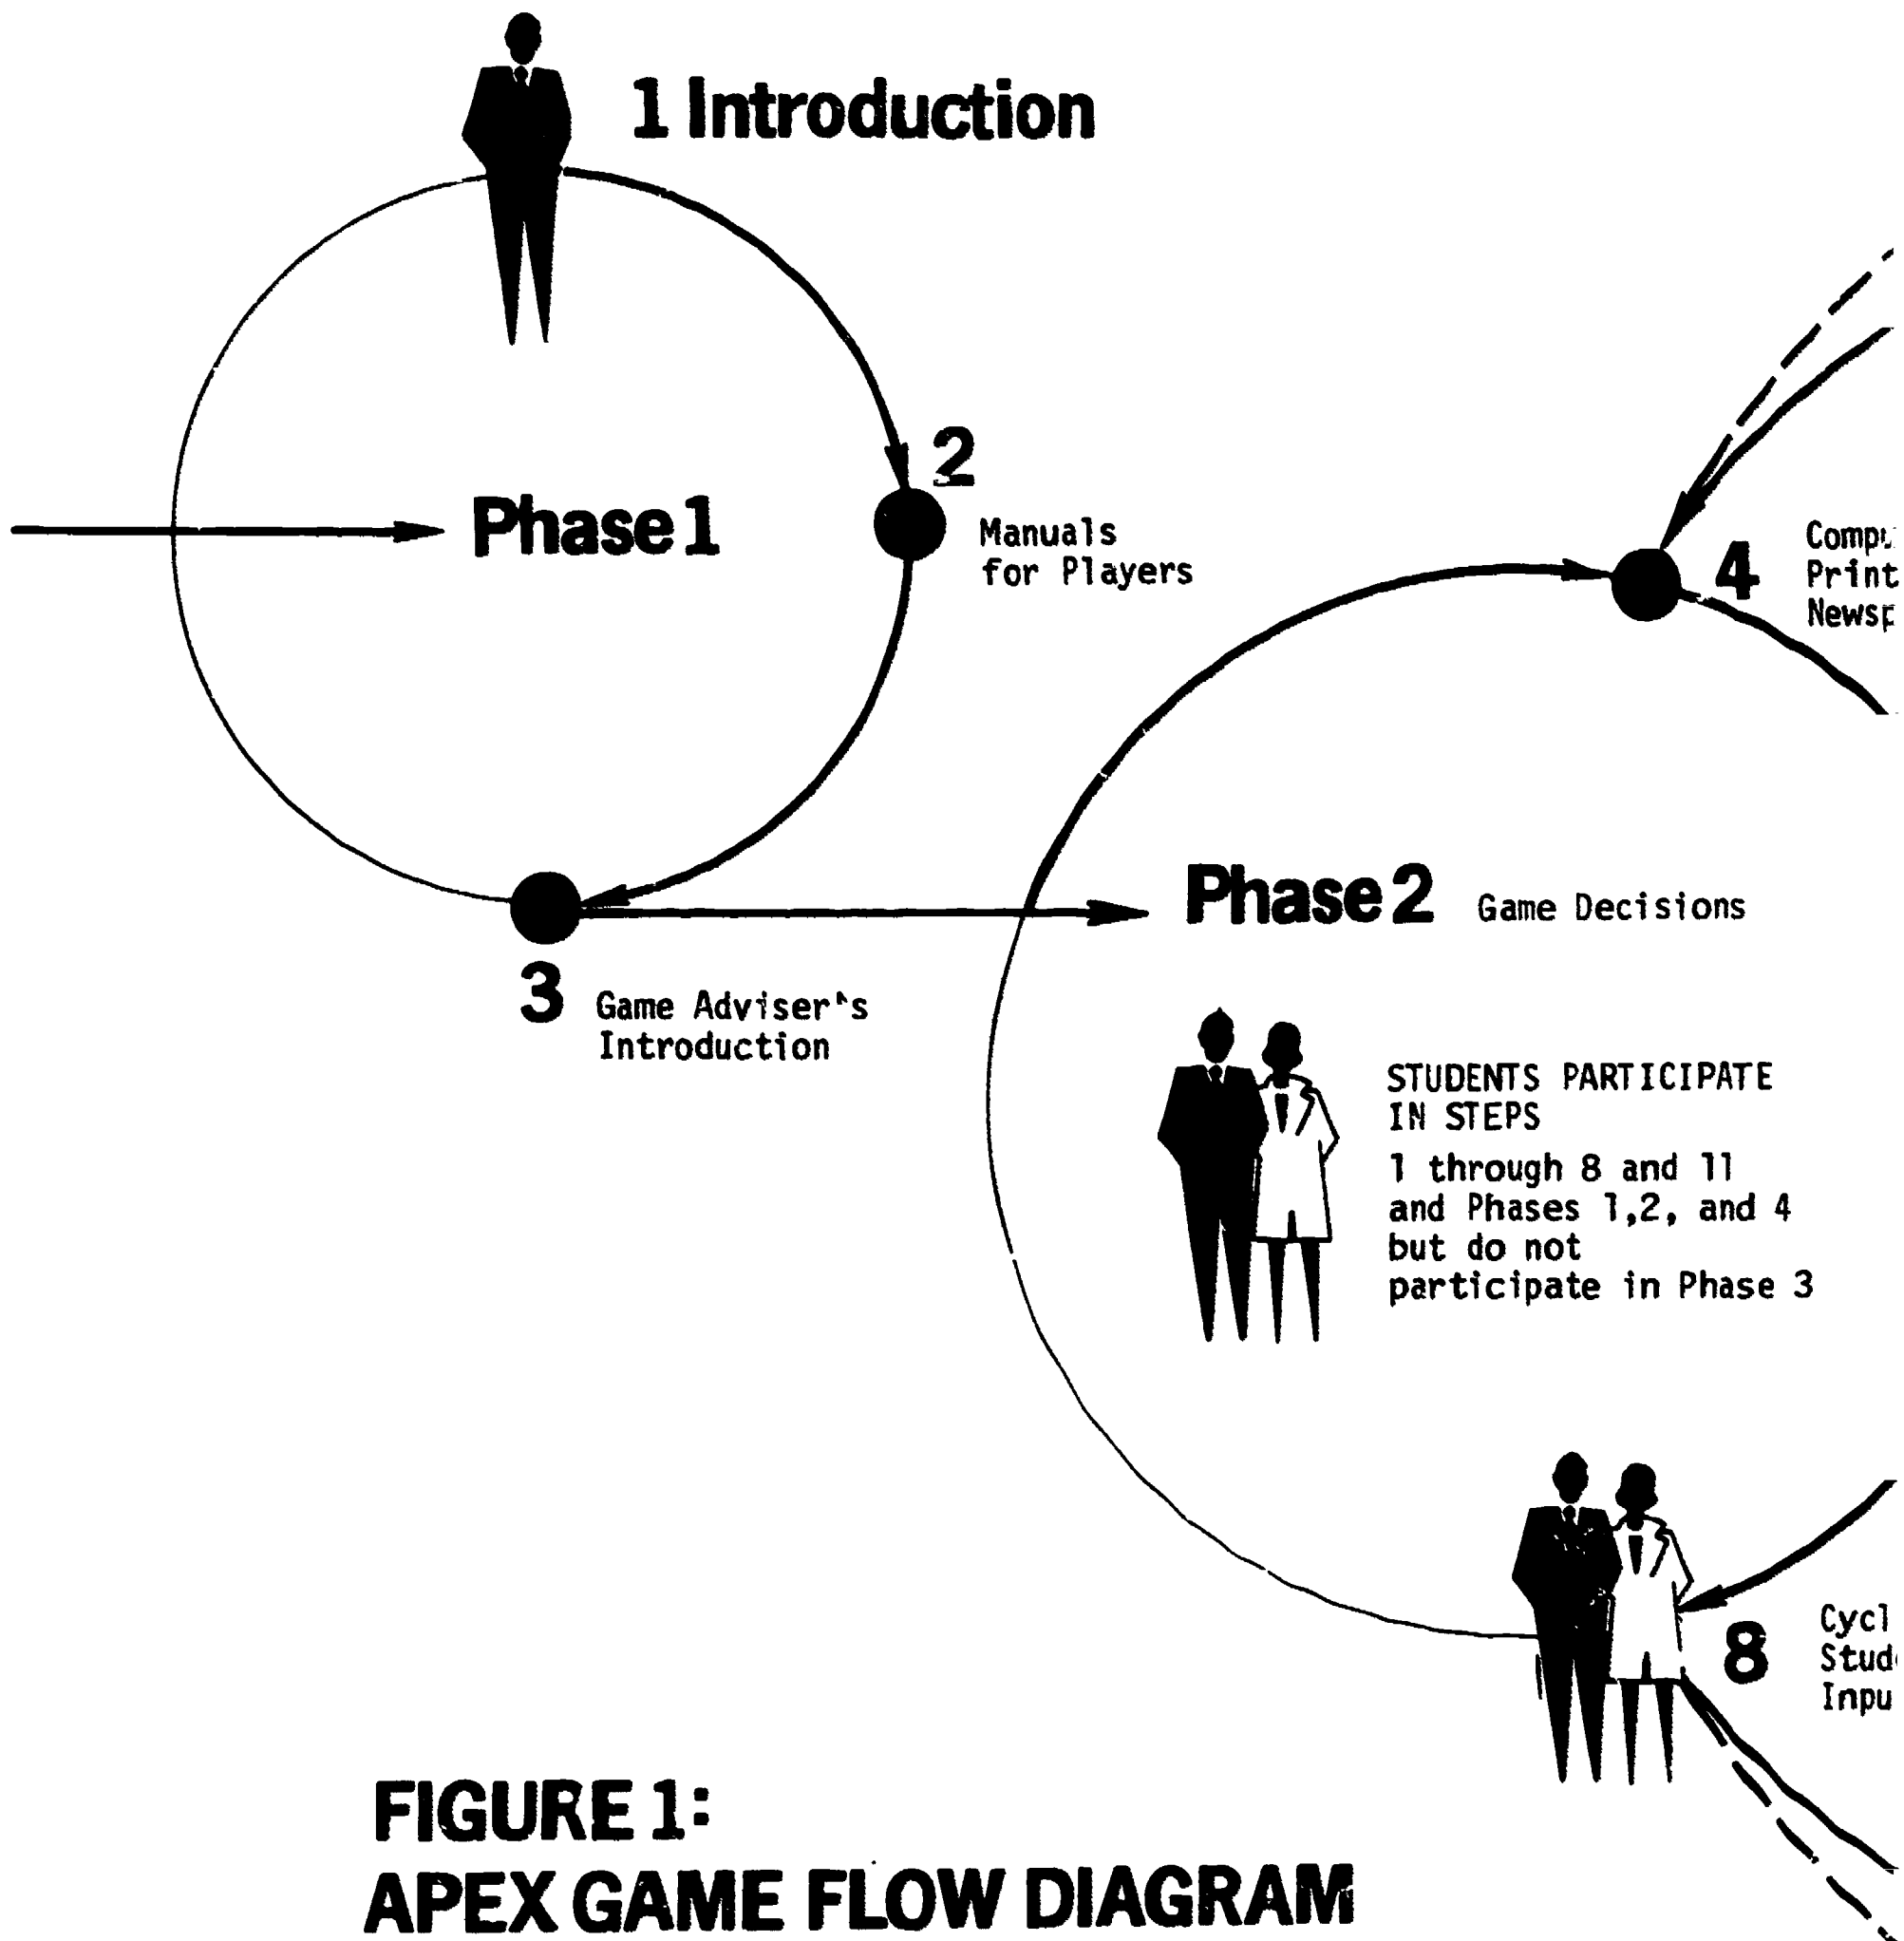 1 Introduction
Phase 1
2
Manuals
for Players
4
Print
3
Game Adviser's
Introduction
Phase 2
Game Decisions
STUDENTS PARTICIPATE
IN STEPS
1 through 8 and 11
and Phases 1,2, and 4
but do not
participate in Phase 3
8
FIGURE 1:
APEX GAME FLOW DIAGRAM